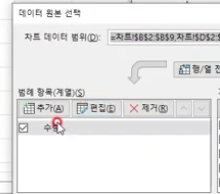 데이터 원본 선택
차트 데이터 범위(D): =차트!$B$2:$B$9,차트!$D$2:$
행/열 전
범례 항목(계열)(S)
추가(A) 편집(E) 제거(R)